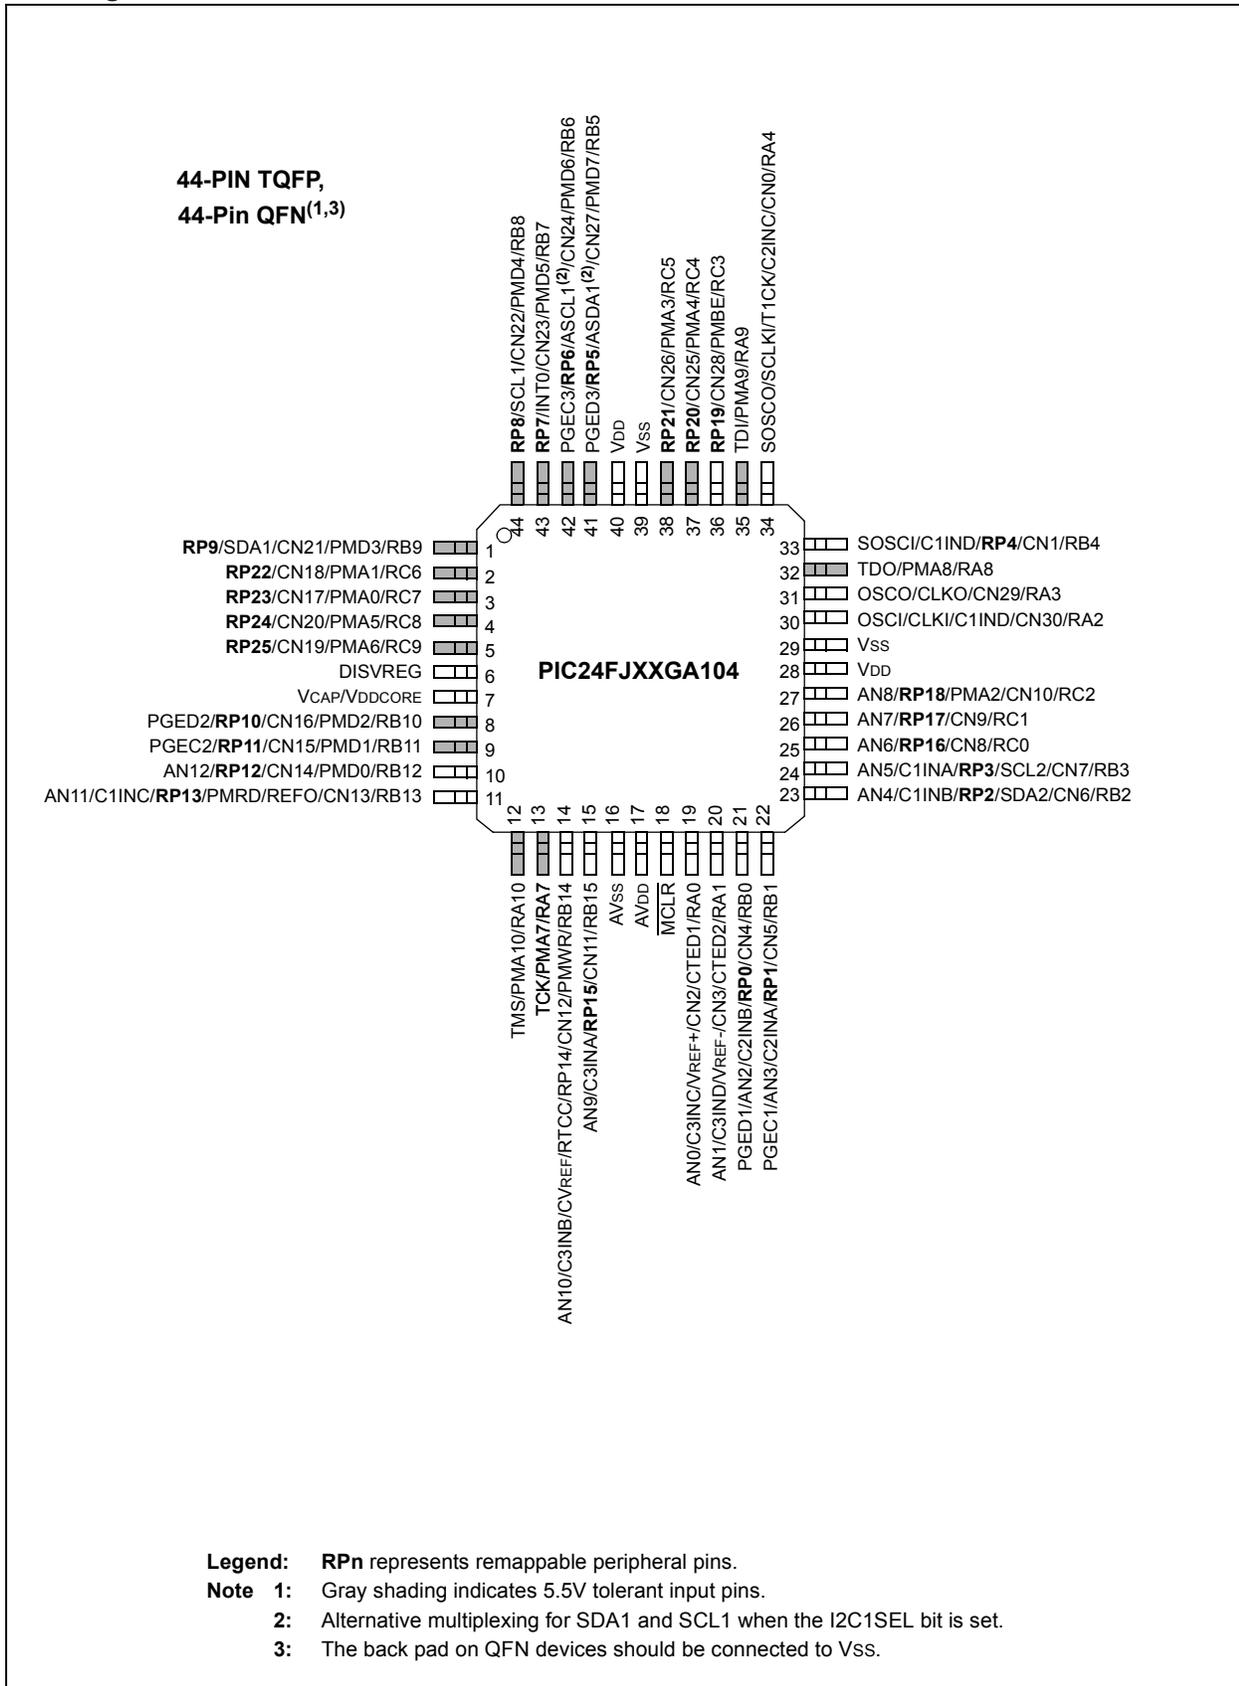 44-PIN TQFP,
44-Pin QFN(1,3)
RP8/SCL1/CN22/PMD4/RB8
RP7/INT0/CN23/PMD5/RB7
PGEC3/RP6/ASCL1(2)/CN24/PMD6/RB6
PGED3/RP5/ASDA1(2)/CN27/PMD7/RB5
VDD
VSS
RP21/CN26/PMA3/RC5
RP20/CN25/PMA4/RC4
RP19/CN28/PMBE/RC3
TDI/PMA9/RA9
SOSCO/SCLKI/T1CK/C2INC/CN0/RA4
44 43 42 41 40 39 38 37 36 35 34
RP9/SDA1/CN21/PMD3/RB9 1
RP22/CN18/PMA1/RC6 2
RP23/CN17/PMA0/RC7 3
RP24/CN20/PMA5/RC8 4
RP25/CN19/PMA6/RC9 5
DISVREG 6
VCAP/VDDCORE 7
PGED2/RP10/CN16/PMD2/RB10 8
PGEC2/RP11/CN15/PMD1/RB11 9
AN12/RP12/CN14/PMD0/RB12 10
AN11/C1INC/RP13/PMRD/REFO/CN13/RB13 11
PIC24FJXXGA104
33 SOSCI/C1IND/RP4/CN1/RB4
32 TDO/PMA8/RA8
31 OSCO/CLKO/CN29/RA3
30 OSCI/CLKI/C1IND/CN30/RA2
29 VSS
28 VDD
27 AN8/RP18/PMA2/CN10/RC2
26 AN7/RP17/CN9/RC1
25 AN6/RP16/CN8/RC0
24 AN5/C1INA/RP3/SCL2/CN7/RB3
23 AN4/C1INB/RP2/SDA2/CN6/RB2
12 13 14 15 16 17 18 19 20 21 22
TMS/PMA10/RA10
TCK/PMA7/RA7
AN10/C3INB/CVREF/RTCC/RP14/CN12/PMWR/RB14
AN9/C3INA/RP15/CN11/RB15
AVSS
AVDD
MCLR
AN0/C3INC/VREF+/CN2/CTED1/RA0
AN1/C3IND/VREF-/CN3/CTED2/RA1
PGED1/AN2/C2INB/RP0/CN4/RB0
PGEC1/AN3/C2INA/RP1/CN5/RB1
Legend: RPn represents remappable peripheral pins.
Note 1: Gray shading indicates 5.5V tolerant input pins.
2: Alternative multiplexing for SDA1 and SCL1 when the I2C1SEL bit is set.
3: The back pad on QFN devices should be connected to VSS.